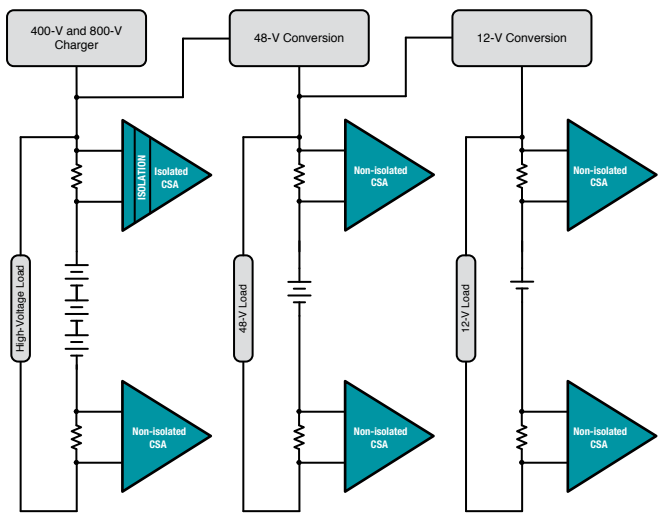 400-V and 800-V
Charger
48-V Conversion
12-V Conversion
ISOLATION
Isolated
CSA
Non-isolated
CSA
Non-isolated
CSA
High-Voltage Load
48-V Load
12-V Load
Non-isolated
CSA
Non-isolated
CSA
Non-isolated
CSA